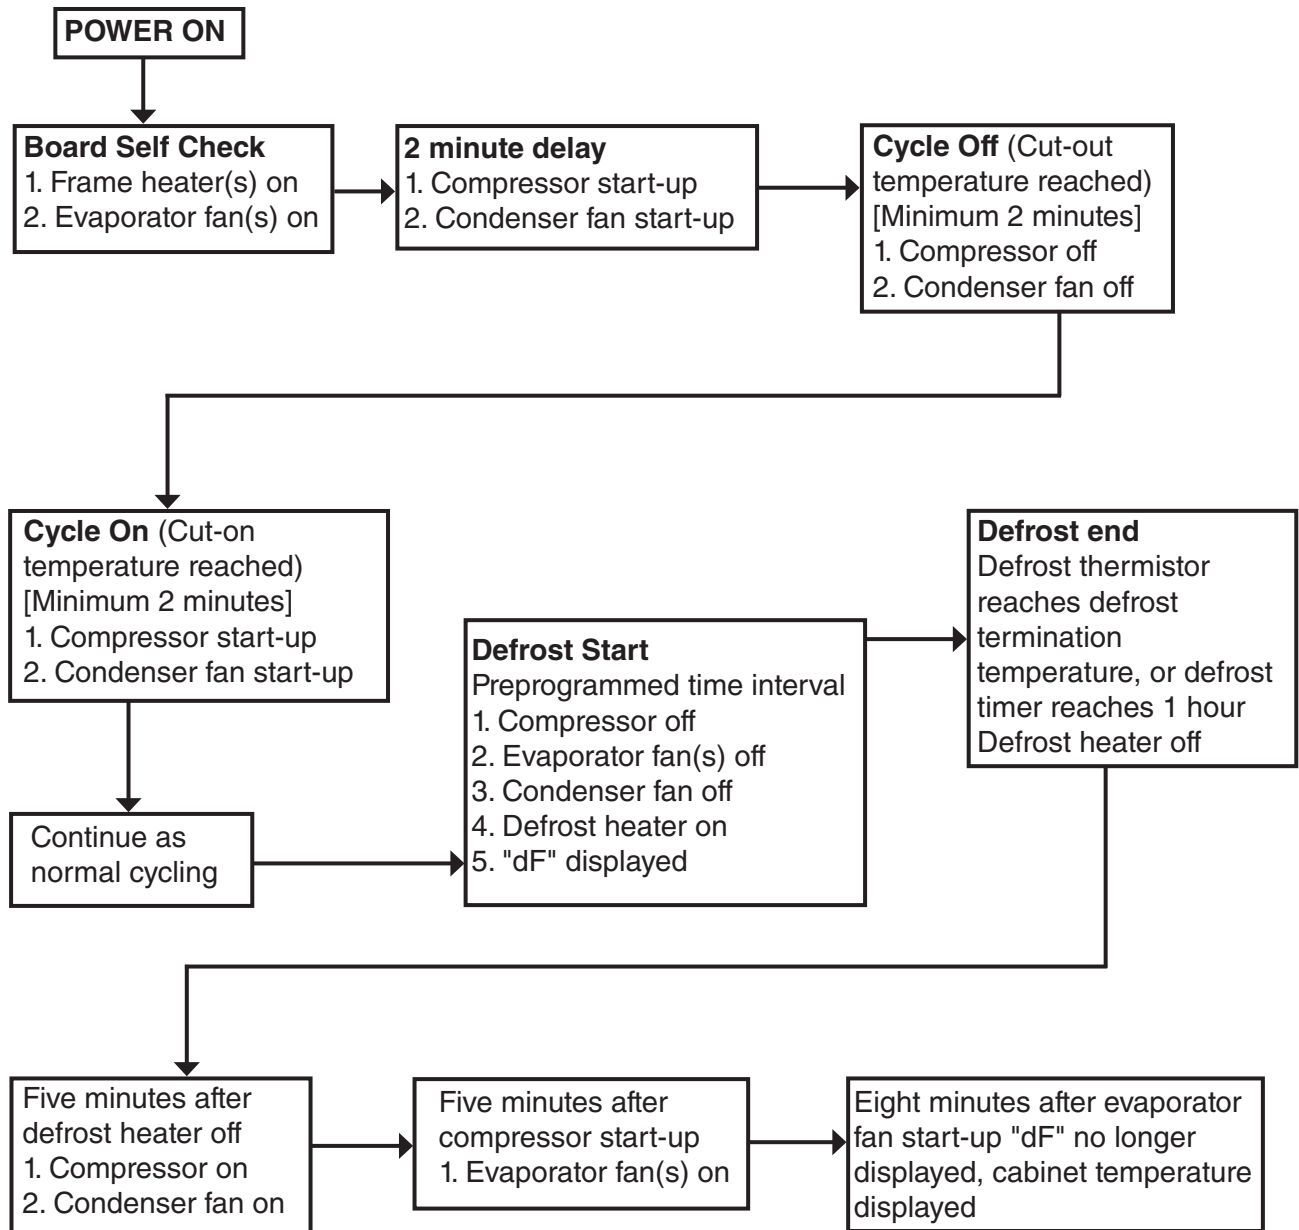 POWER ON
Board Self Check
1. Frame heater(s) on
2. Evaporator fan(s) on
2 minute delay
1. Compressor start-up
2. Condenser fan start-up
Cycle Off (Cut-out
temperature reached)
[Minimum 2 minutes]
1. Compressor off
2. Condenser fan off
Cycle On (Cut-on
temperature reached)
[Minimum 2 minutes]
1. Compressor start-up
2. Condenser fan start-up
Continue as
normal cycling
Defrost Start
Preprogrammed time interval
1. Compressor off
2. Evaporator fan(s) off
3. Condenser fan off
4. Defrost heater on
5. "dF" displayed
Defrost end
Defrost thermistor
reaches defrost
termination
temperature, or defrost
timer reaches 1 hour
Defrost heater off
Five minutes after
defrost heater off
1. Compressor on
2. Condenser fan on
Five minutes after
compressor start-up
1. Evaporator fan(s) on
Eight minutes after evaporator
fan start-up "dF" no longer
displayed, cabinet temperature
displayed